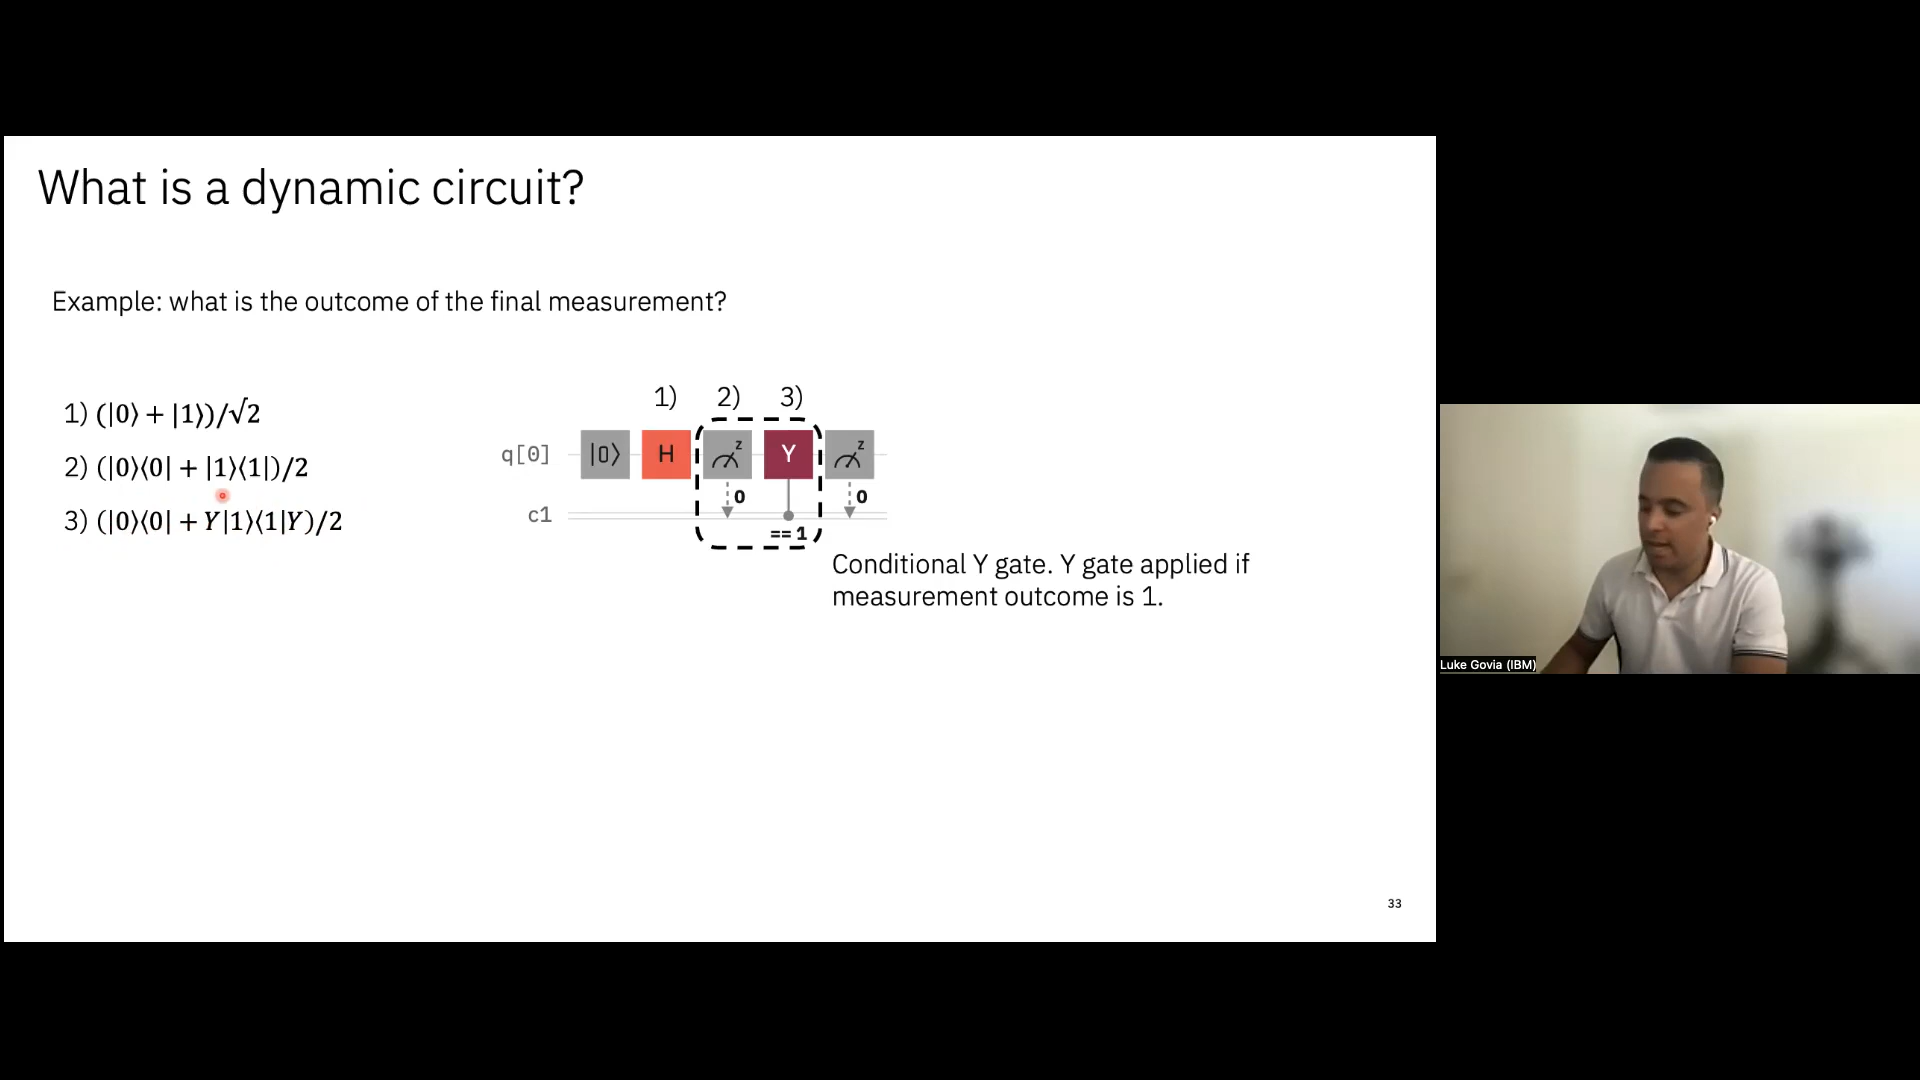 What is a dynamic circuit?
Example: what is the outcome of the final measurement?
1) (|0⟩ + |1⟩)/√2
2) (|0⟩⟨0| + |1⟩⟨1|)/2
3) (|0⟩⟨0| + Y|1⟩⟨1|Y)/2
1) 2) 3)
q[0] |0⟩ H z Y z
0 0
c1
== 1
Conditional Y gate. Y gate applied if
measurement outcome is 1.
33
Luke Govia (IBM)